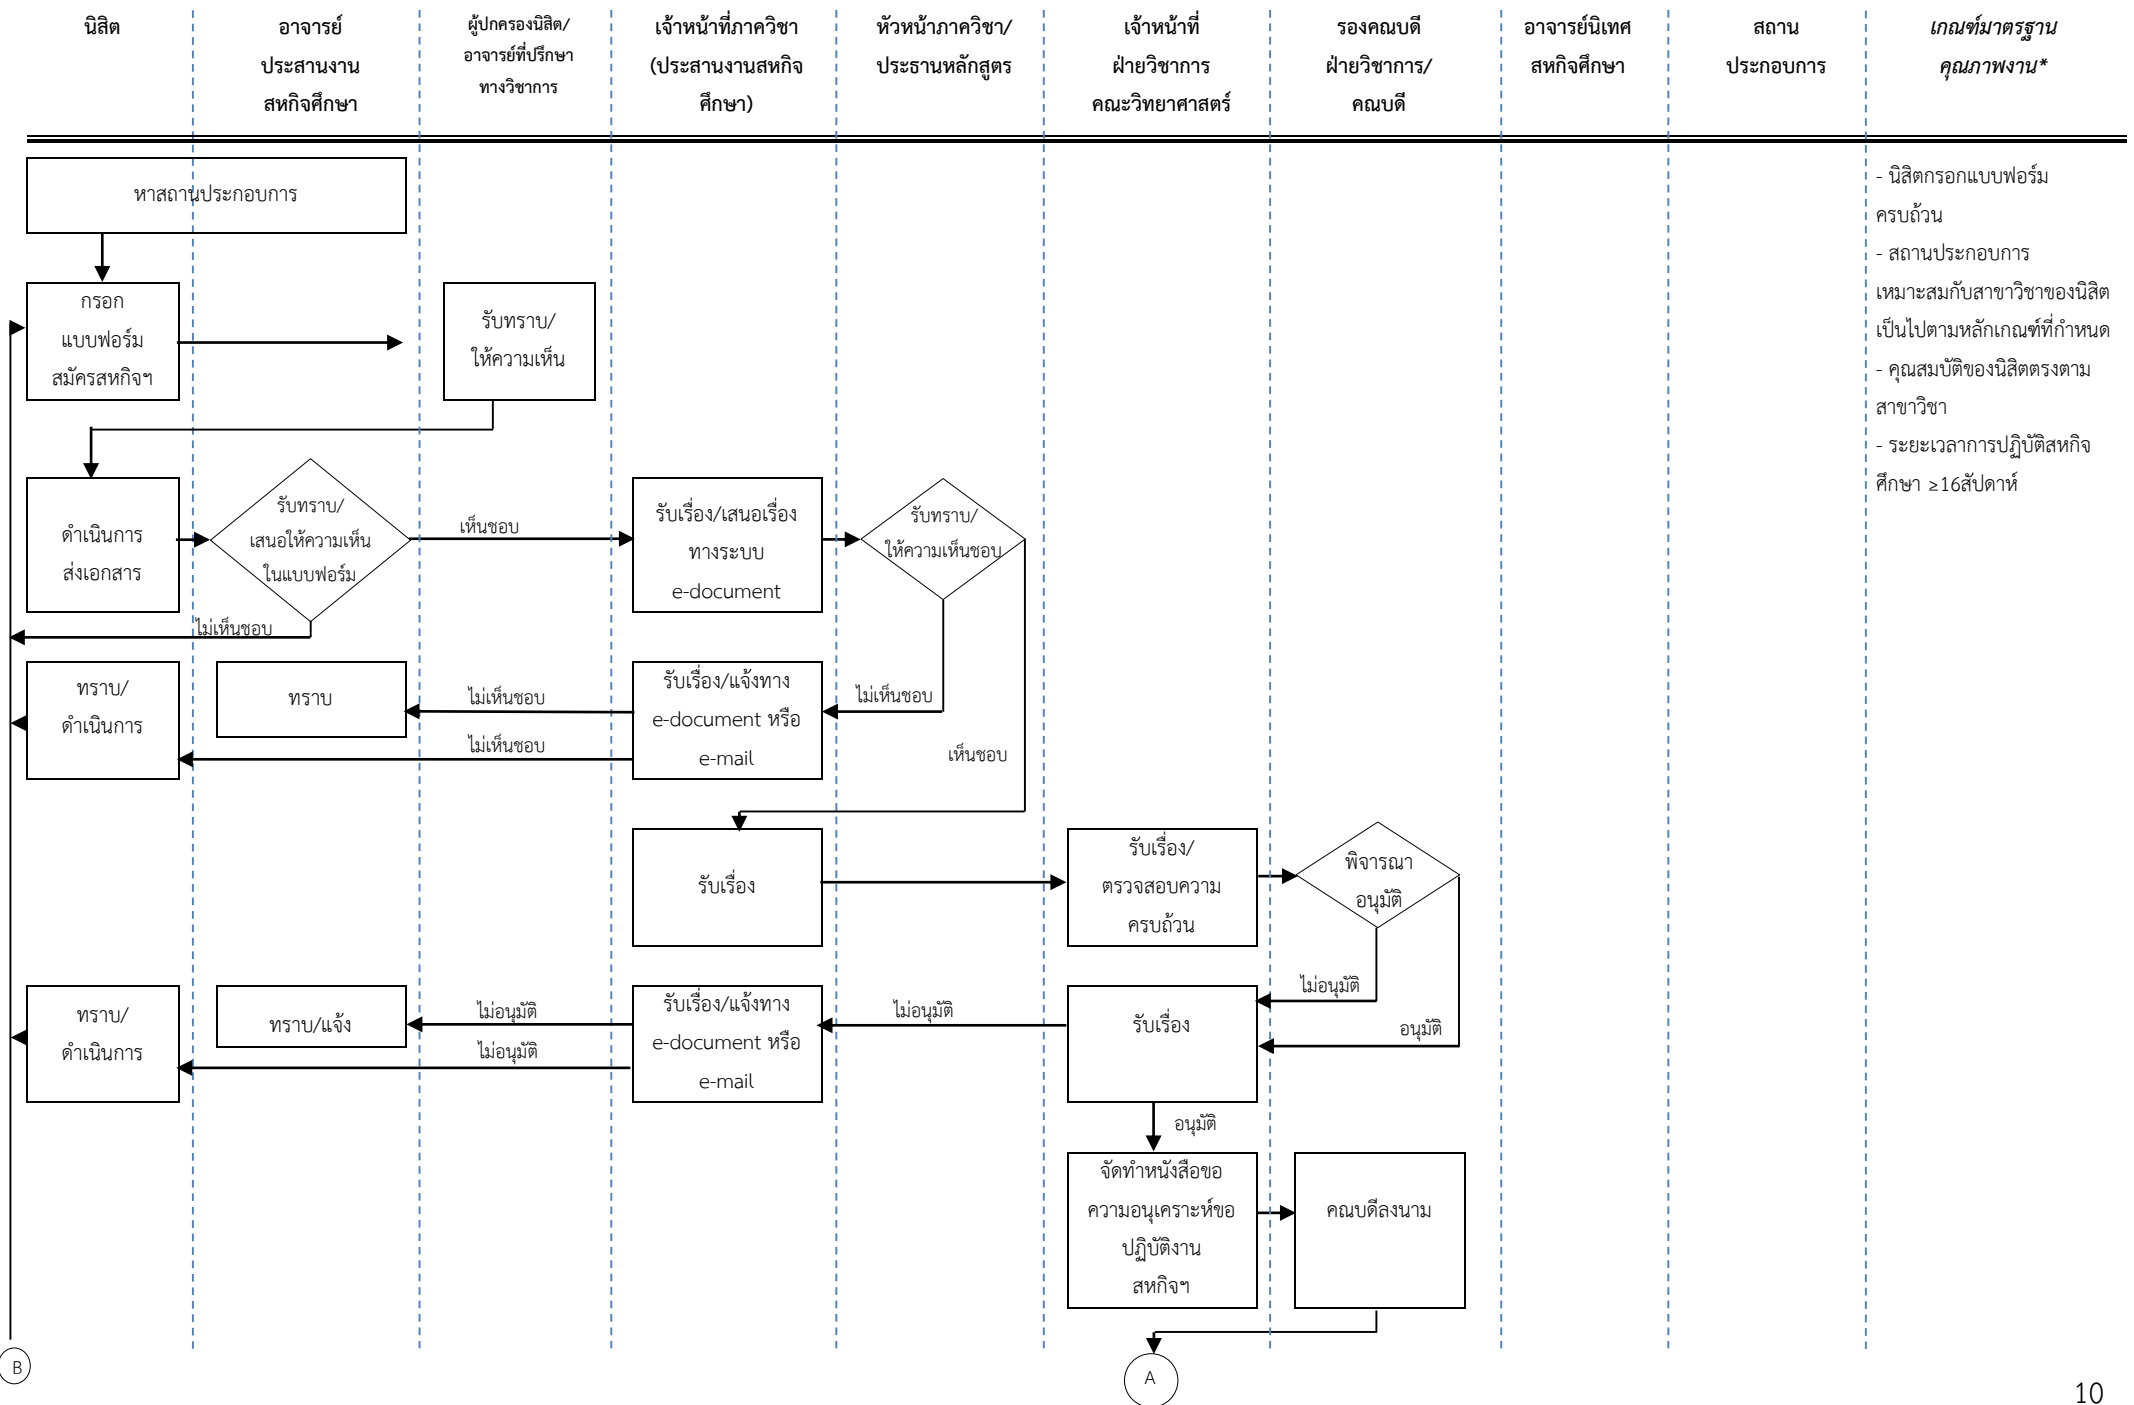 นิสิต
อาจารย์
ประสานงาน
สหกิจศึกษา
ผู้ปกครองนิสิต/
อาจารย์ที่ปรึกษา
ทางวิชาการ
เจ้าหน้าที่ภาควิชา
(ประสานงานสหกิจ
ศึกษา)
หัวหน้าภาควิชา/
ประธานหลักสูตร
เจ้าหน้าที่
ฝ่ายวิชาการ
คณะวิทยาศาสตร์
รองคณบดี
ฝ่ายวิชาการ/
คณบดี
อาจารย์นิเทศ
สหกิจศึกษา
สถาน
ประกอบการ
เกณฑ์มาตรฐาน
คุณภาพงาน*
หาสถานประกอบการ
- นิสิตกรอกแบบฟอร์ม
ครบถ้วน
- สถานประกอบการ
เหมาะสมกับสาขาวิชาของนิสิต
เป็นไปตามหลักเกณฑ์ที่กำหนด
- คุณสมบัติของนิสิตตรงตาม
สาขาวิชา
- ระยะเวลาการปฏิบัติสหกิจ
ศึกษา ≥16สัปดาห์
กรอก
แบบฟอร์ม
สมัครสหกิจฯ
รับทราบ/
ให้ความเห็น
ดำเนินการ
ส่งเอกสาร
รับทราบ/
เสนอให้ความเห็น
ในแบบฟอร์ม
เห็นชอบ
รับเรื่อง/เสนอเรื่อง
ทางระบบ
e-document
รับทราบ/
ให้ความเห็นชอบ
ไม่เห็นชอบ
ทราบ/
ดำเนินการ
ทราบ
ไม่เห็นชอบ
ไม่เห็นชอบ
รับเรื่อง/แจ้งทาง
e-document หรือ
e-mail
ไม่เห็นชอบ
เห็นชอบ
รับเรื่อง
รับเรื่อง/
ตรวจสอบความ
ครบถ้วน
พิจารณา
อนุมัติ
ทราบ/
ดำเนินการ
ทราบ/แจ้ง
ไม่อนุมัติ
ไม่อนุมัติ
รับเรื่อง/แจ้งทาง
e-document หรือ
e-mail
ไม่อนุมัติ
รับเรื่อง
ไม่อนุมัติ
อนุมัติ
อนุมัติ
จัดทำหนังสือขอ
ความอนุเคราะห์ขอ
ปฏิบัติงาน
สหกิจฯ
คณบดีลงนาม
B
A
10